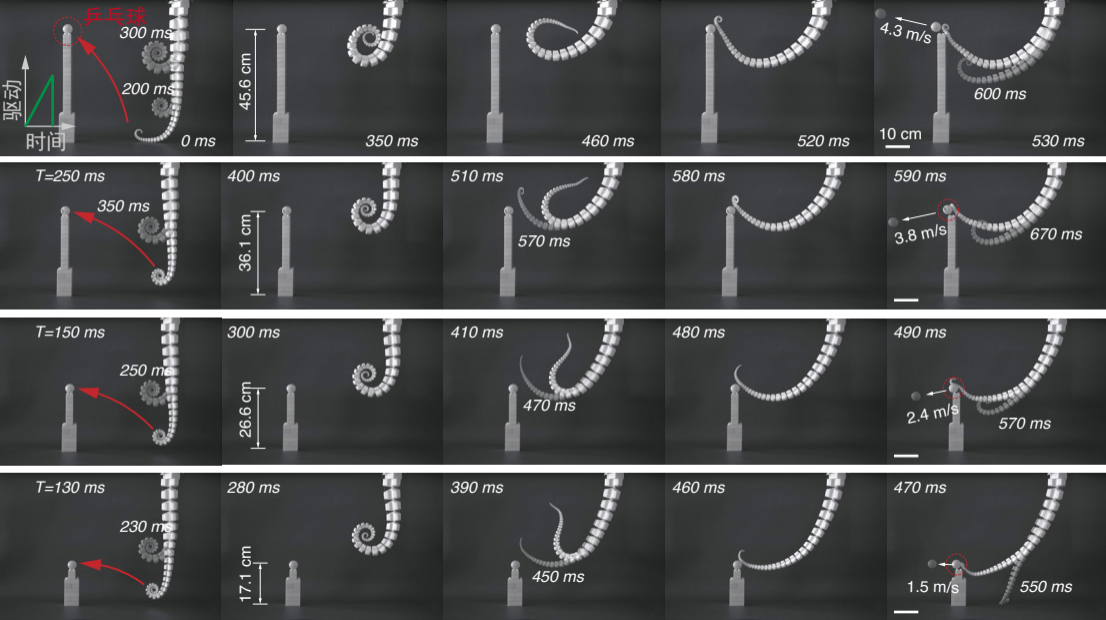 乒乓球
300 ms
200 ms
驱动
时间
0 ms
45.6 cm
350 ms
460 ms
520 ms
4.3 m/s
600 ms
10 cm
530 ms
T=250 ms
350 ms
400 ms
36.1 cm
510 ms
570 ms
580 ms
590 ms
3.8 m/s
670 ms
T=150 ms
250 ms
300 ms
26.6 cm
410 ms
470 ms
480 ms
490 ms
2.4 m/s
570 ms
T=130 ms
230 ms
280 ms
17.1 cm
390 ms
450 ms
460 ms
470 ms
1.5 m/s
550 ms